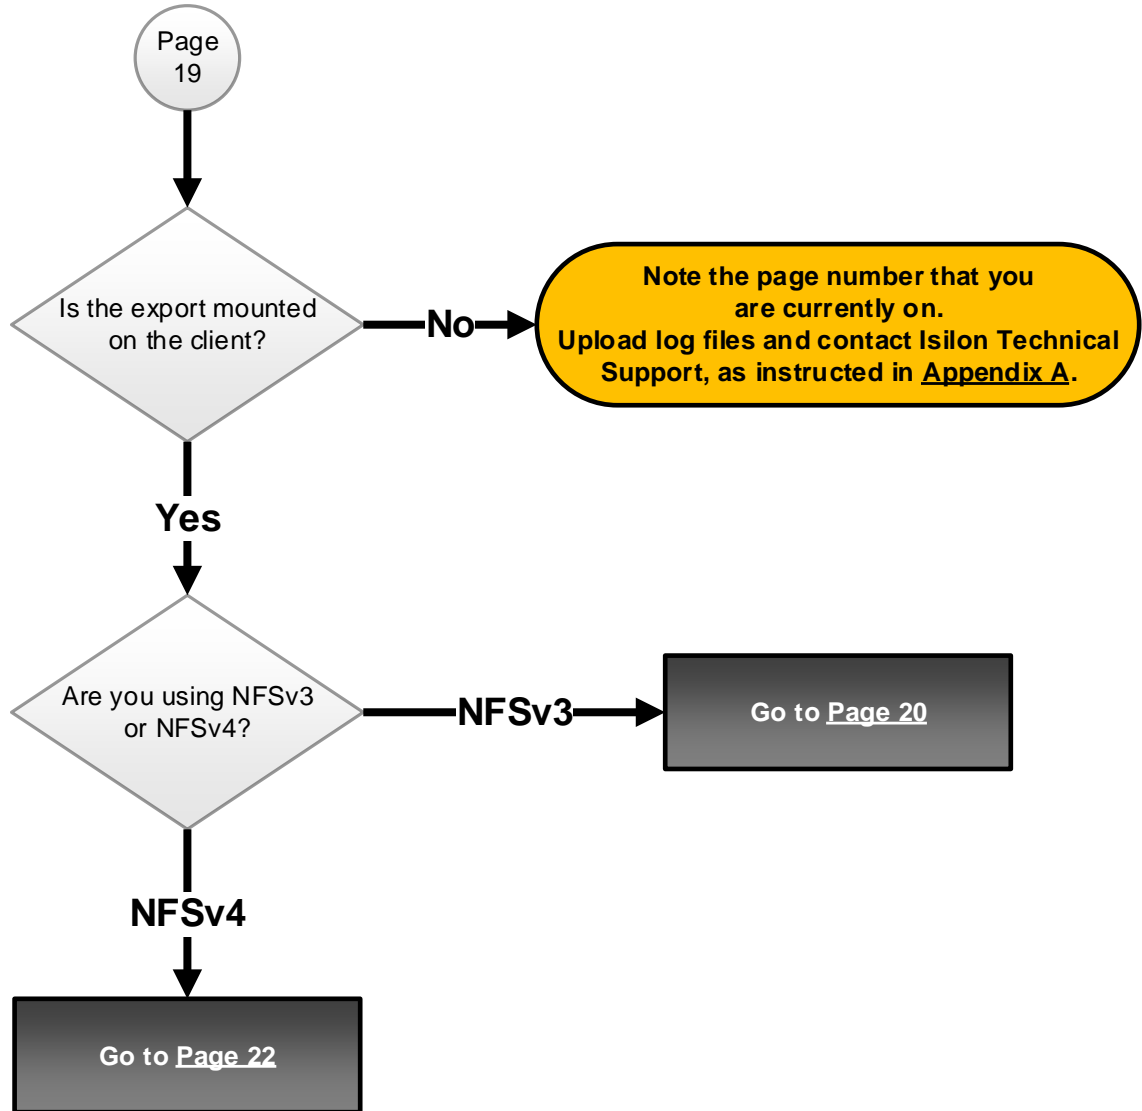 Page
19
Is the export mounted
on the client?
No
Note the page number that you
are currently on.
Upload log files and contact Isilon Technical
Support, as instructed in Appendix A.
Yes
Are you using NFSv3
or NFSv4?
NFSv3
Go to Page 20
NFSv4
Go to Page 22